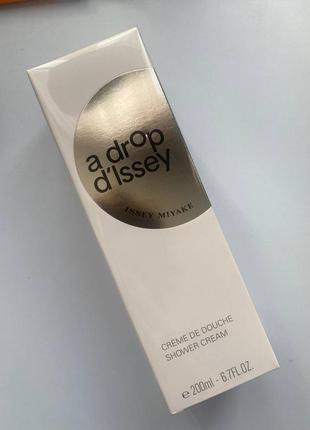 a drop
d'Issey
ISSEY MIYAKE
CRÈME DE DOUCHE
SHOWER CREAM
℮ 200ml - 6.7FL.OZ.